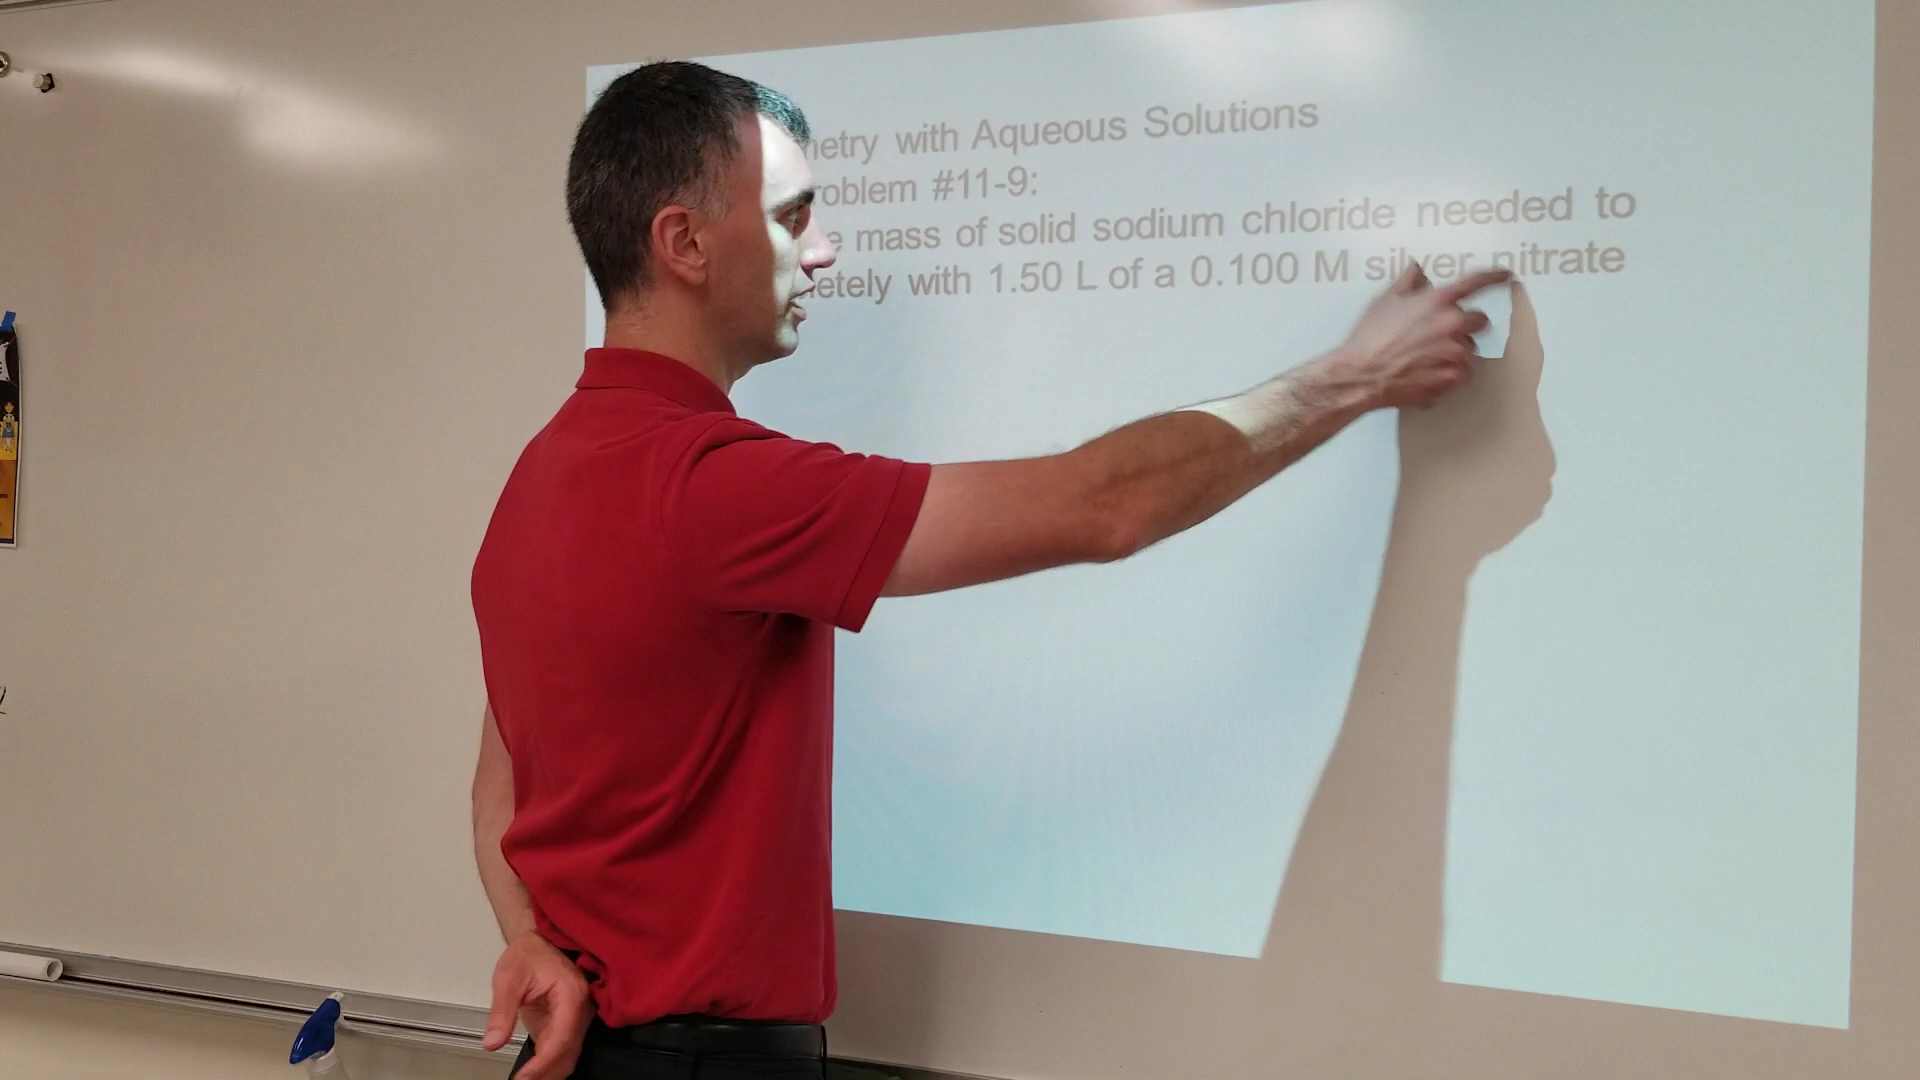 netry with Aqueous Solutions
roblem #11-9:
e mass of solid sodium chloride needed to
etely with 1.50 L of a 0.100 M silver nitrate